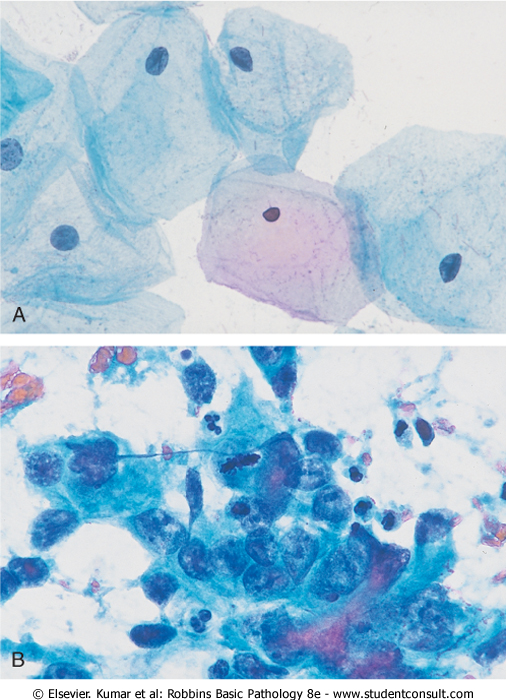 A
B
© Elsevier. Kumar et al: Robbins Basic Pathology 8e - www.studentconsult.com